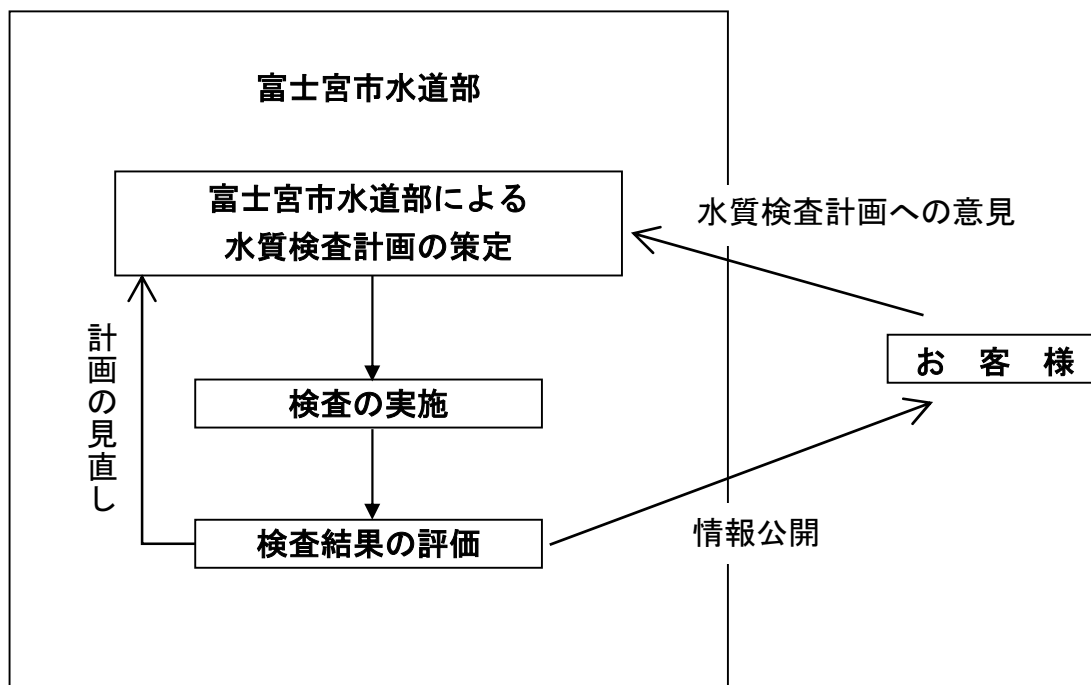 富士宮市水道部
富士宮市水道部による
水質検査計画の策定
水質検査計画への意見
計画の見直し
お客様
検査の実施
検査結果の評価
情報公開